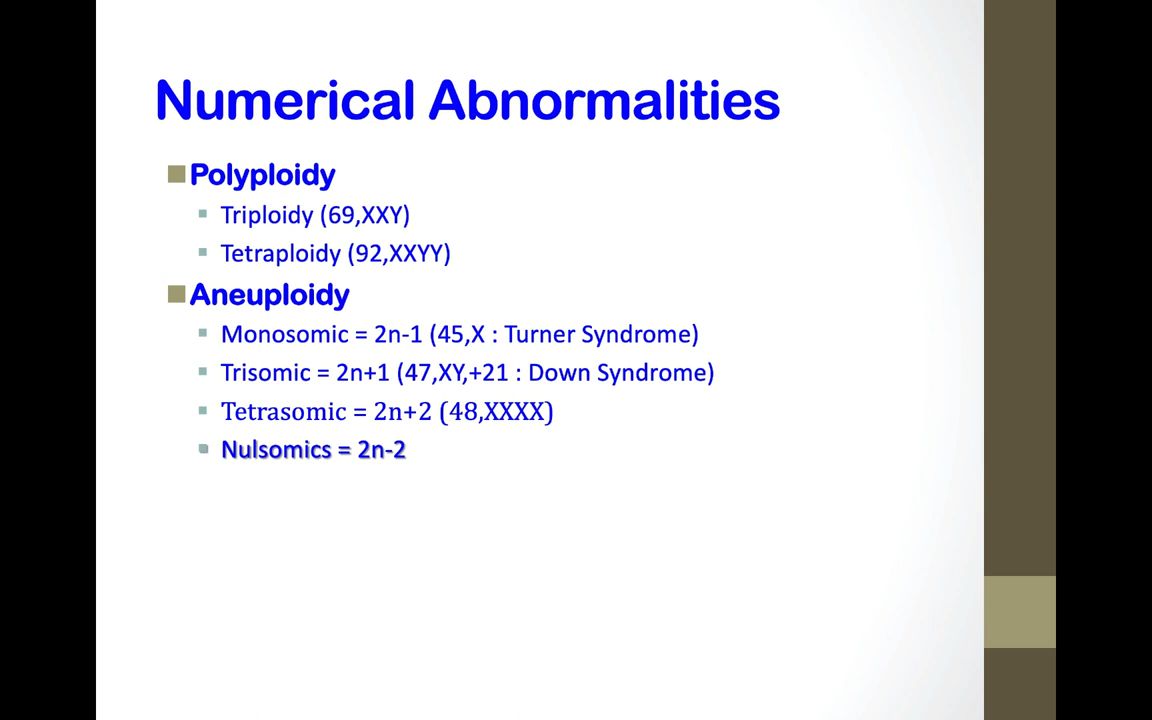 Numerical Abnormalities
Polyploidy
Triploidy (69,XXY)
Tetraploidy (92,XXYY)
Aneuploidy
Monosomic = 2n-1 (45,X : Turner Syndrome)
Trisomic = 2n+1 (47,XY,+21 : Down Syndrome)
Tetrasomic = 2n+2 (48,XXXX)
Nulsomics = 2n-2